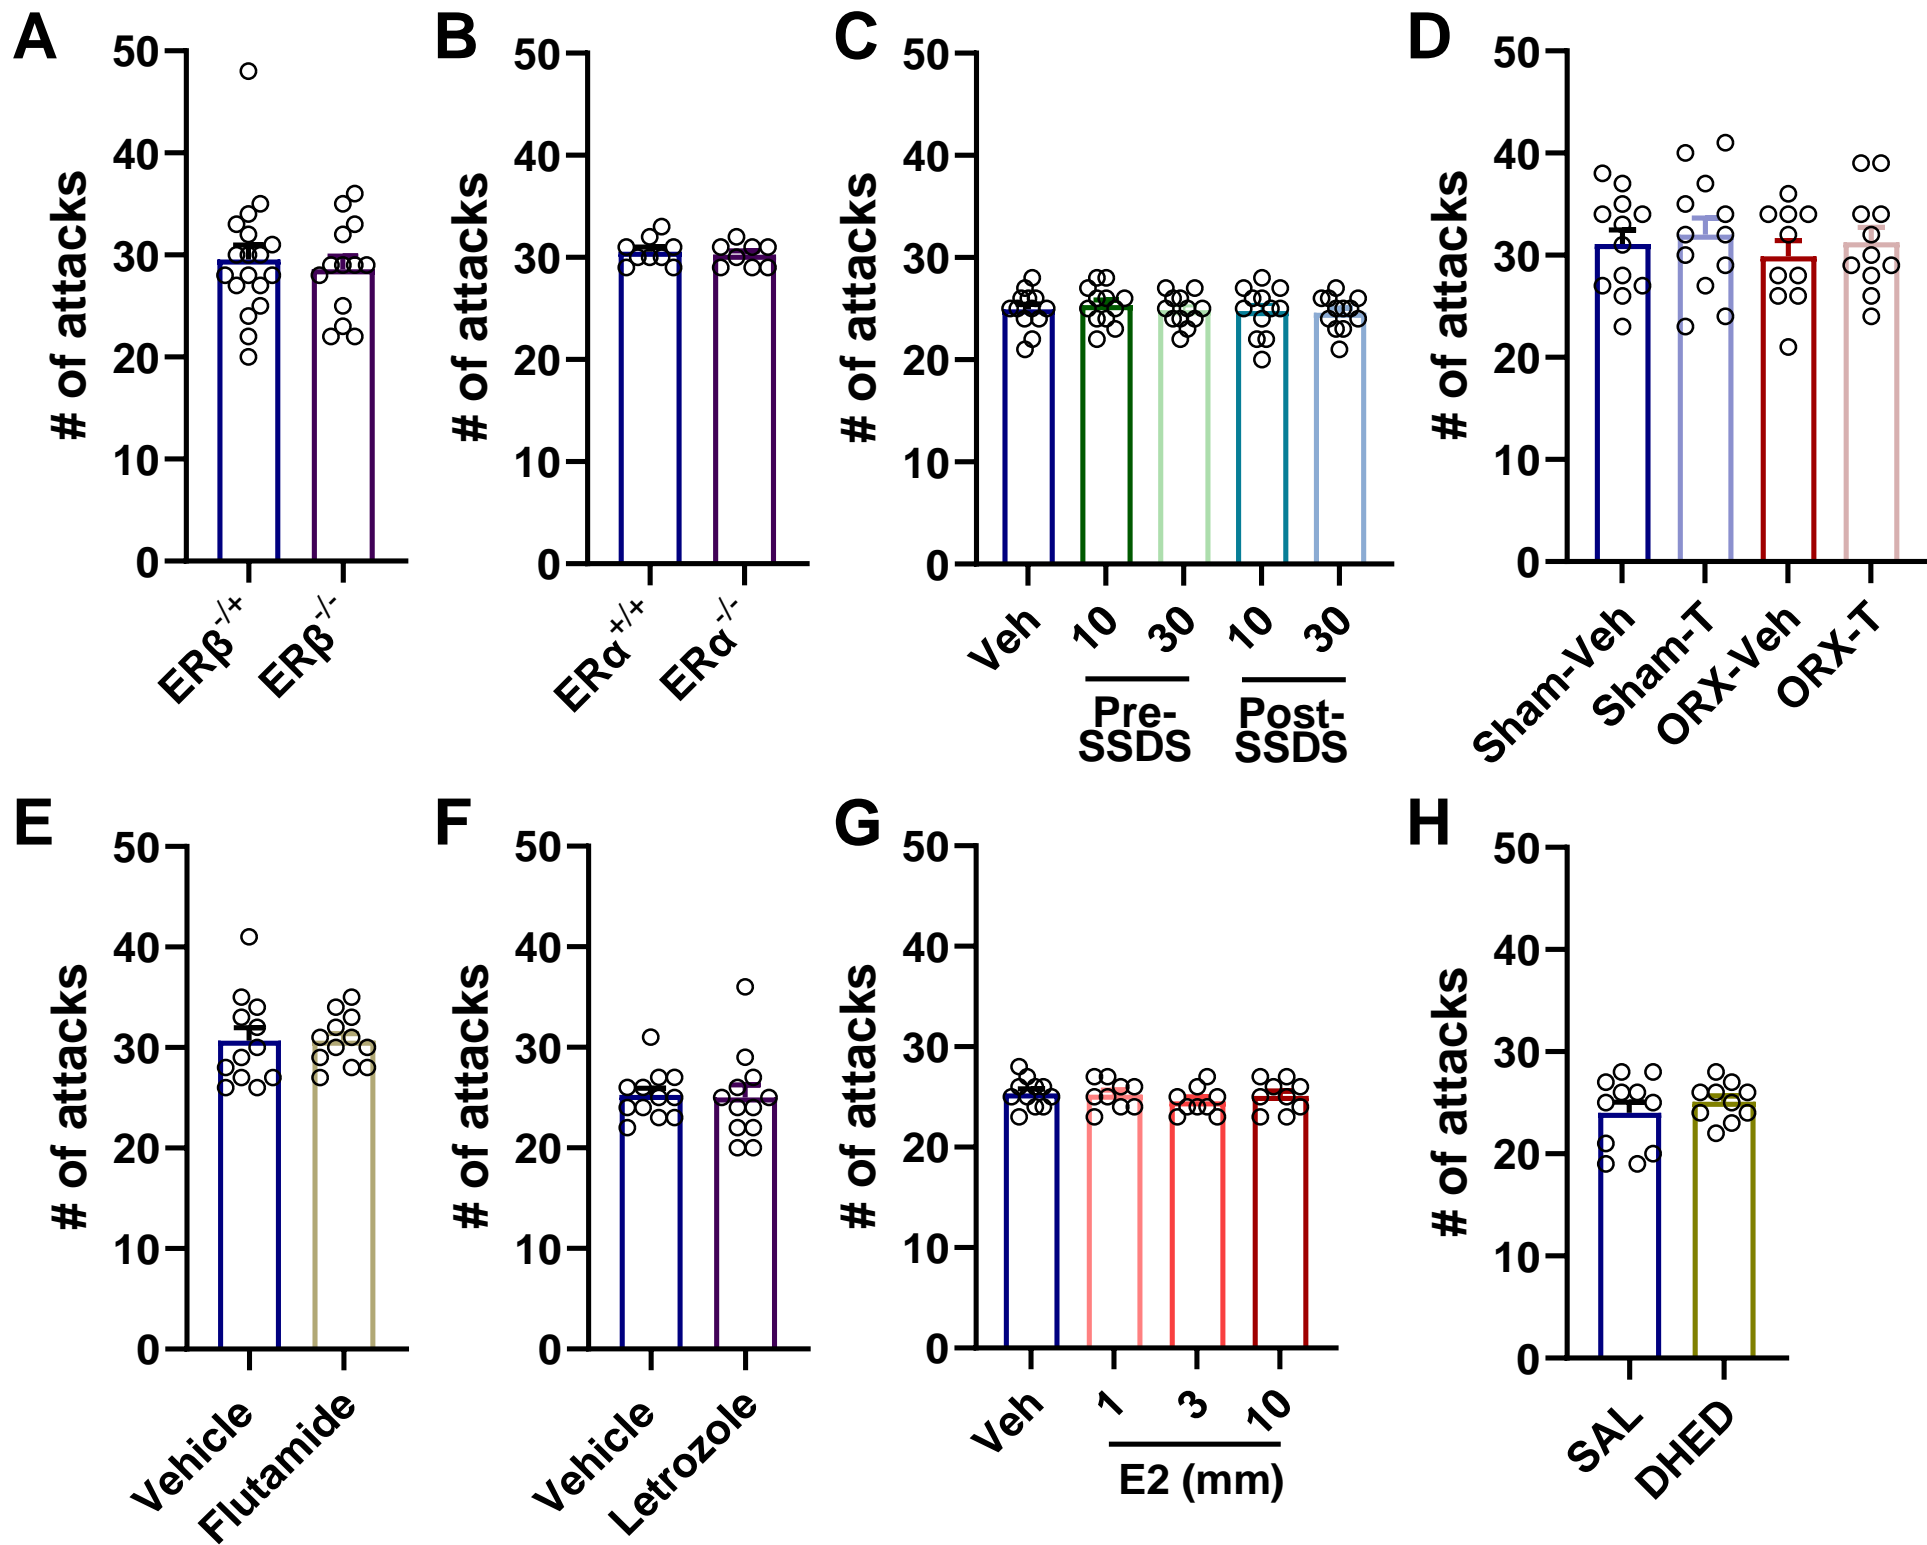 A
50
40
30
20
10
0
# of attacks
ERβ-/+
ERβ-/-
B
50
40
30
20
10
0
# of attacks
ERα+/+
ERα-/-
C
50
40
30
20
10
0
# of attacks
Veh
10
30
10
30
Pre-
SSDS
Post-
SSDS
D
50
40
30
20
10
0
# of attacks
Sham-Veh
Sham-T
ORX-Veh
ORX-T
E
50
40
30
20
10
0
# of attacks
Vehicle
Flutamide
F
50
40
30
20
10
0
# of attacks
Vehicle
Letrozole
G
50
40
30
20
10
0
# of attacks
Veh
1
3
10
E2 (mm)
H
50
40
30
20
10
0
# of attacks
SAL
DHED